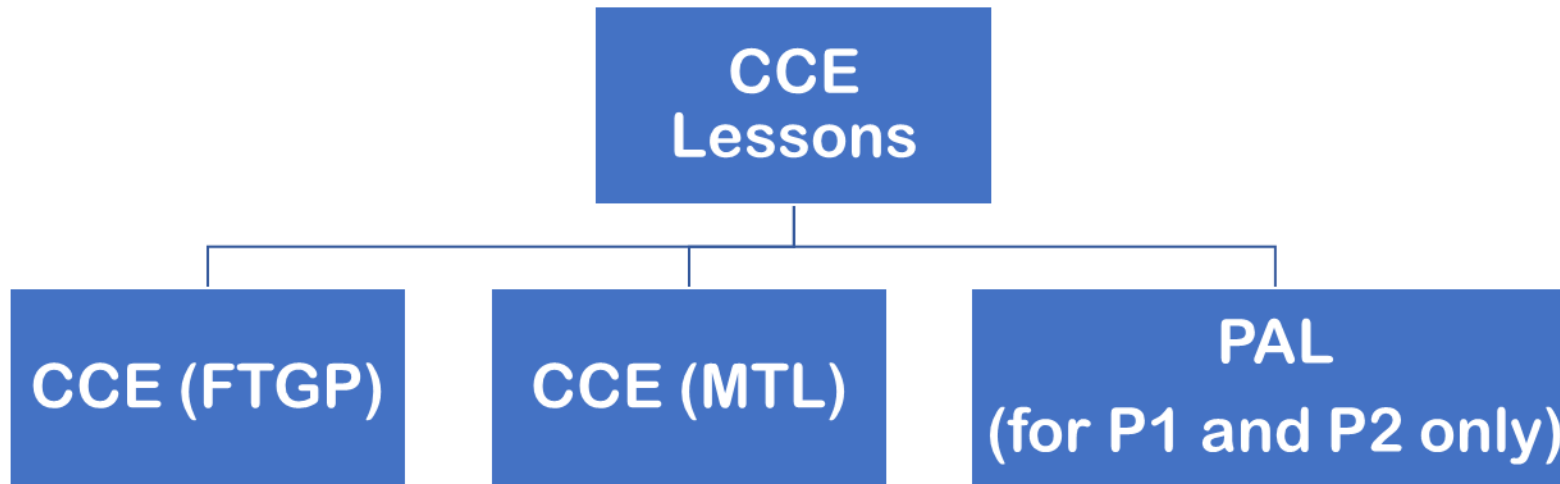 CCE
Lessons
CCE (FTGP)
CCE (MTL)
PAL
(for P1 and P2 only)